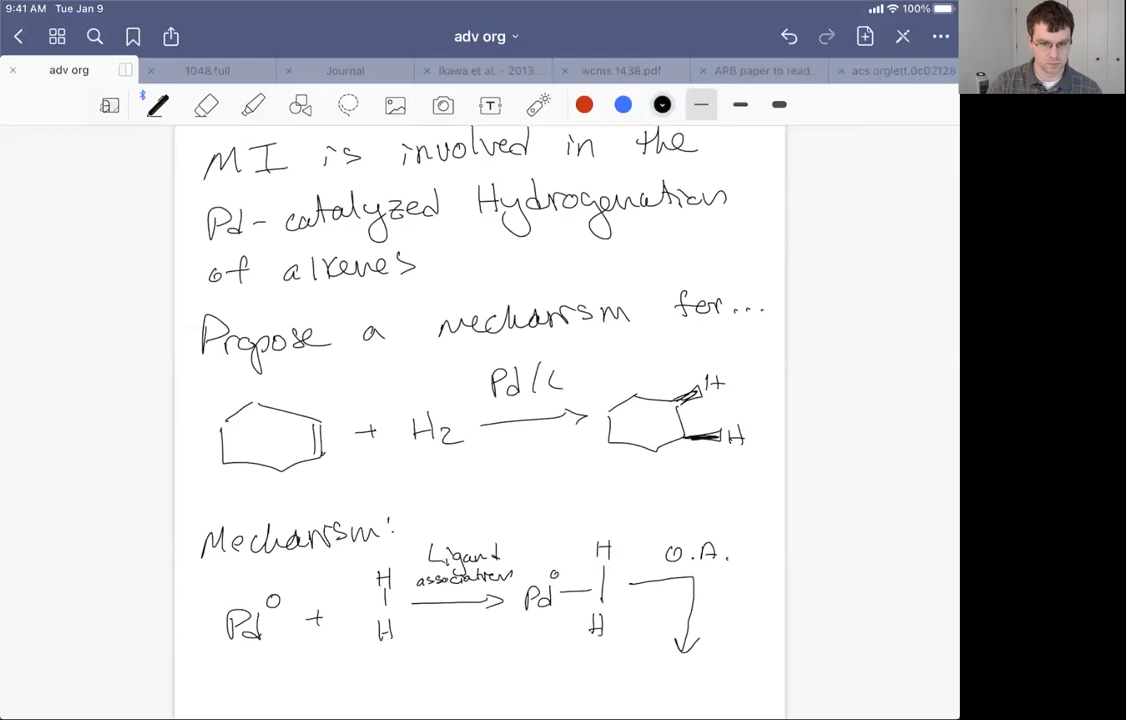 9:41 AM Tue Jan 9
100%
adv org
adv org
1048.full
Journal
Ikawa et al. - 2013...
wcms.1438.pdf
ARB paper to read...
acs.orglett.0c02128
MI is involved in the
Pd-catalyzed Hydrogenation
of alkenes
Propose a mechanism for...
Pd/C
+ H2
H
H
Mechanism:
Pd0 + H H
Ligand
association
Pd0 H H
O.A.